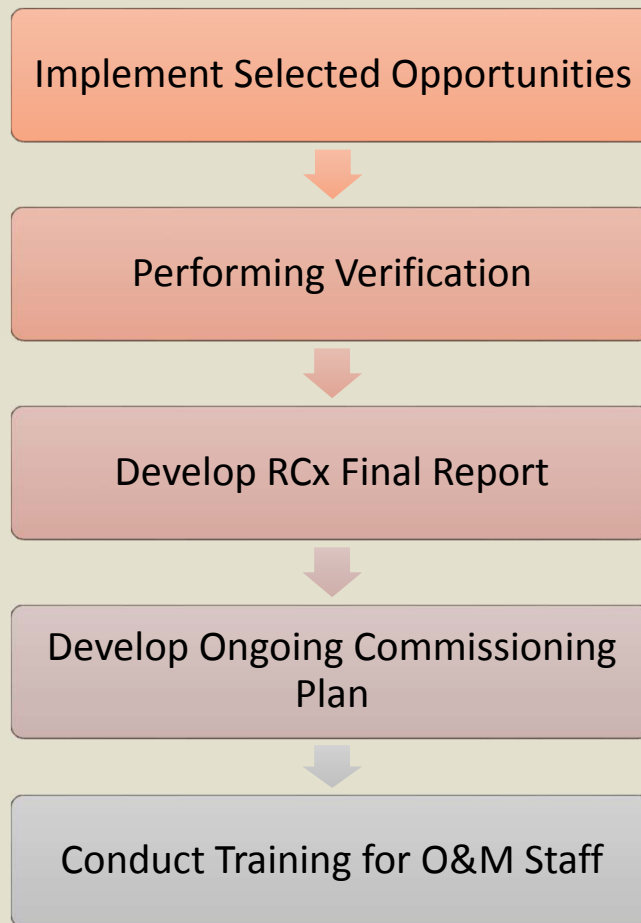 Implement Selected Opportunities
Performing Verification
Develop RCx Final Report
Develop Ongoing Commissioning
Plan
Conduct Training for O&M Staff